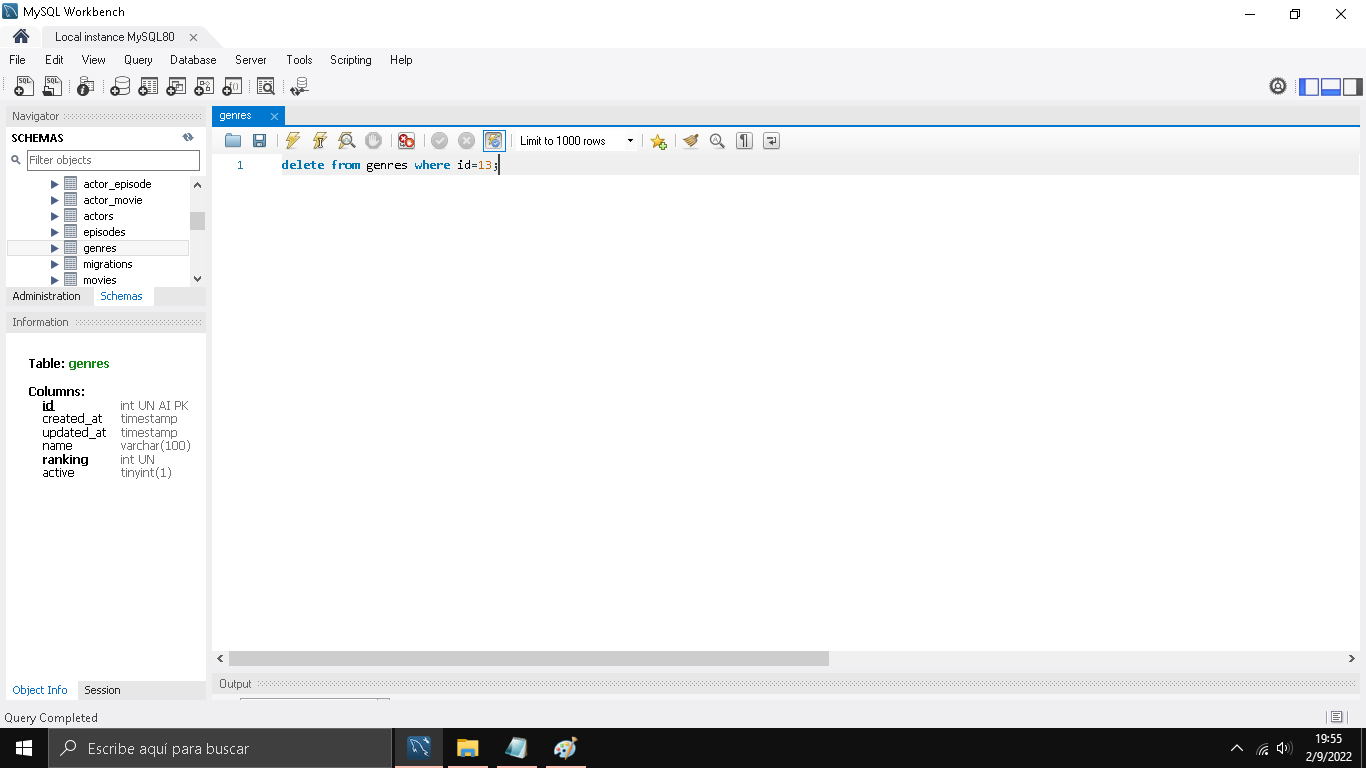 MySQL Workbench
Local instance MySQL80
File Edit View Query Database Server Tools Scripting Help
Navigator
SCHEMAS
Filter objects
actor_episode
actor_movie
actors
episodes
genres
migrations
movies
Administration Schemas
Information
Table: genres
Columns:
id int UN AI PK
created_at timestamp
updated_at timestamp
name varchar(100)
ranking int UN
active tinyint(1)
Object Info Session
genres
Limit to 1000 rows
1 delete from genres where id=13;
Output
Query Completed
Escribe aquí para buscar
19:55
2/9/2022